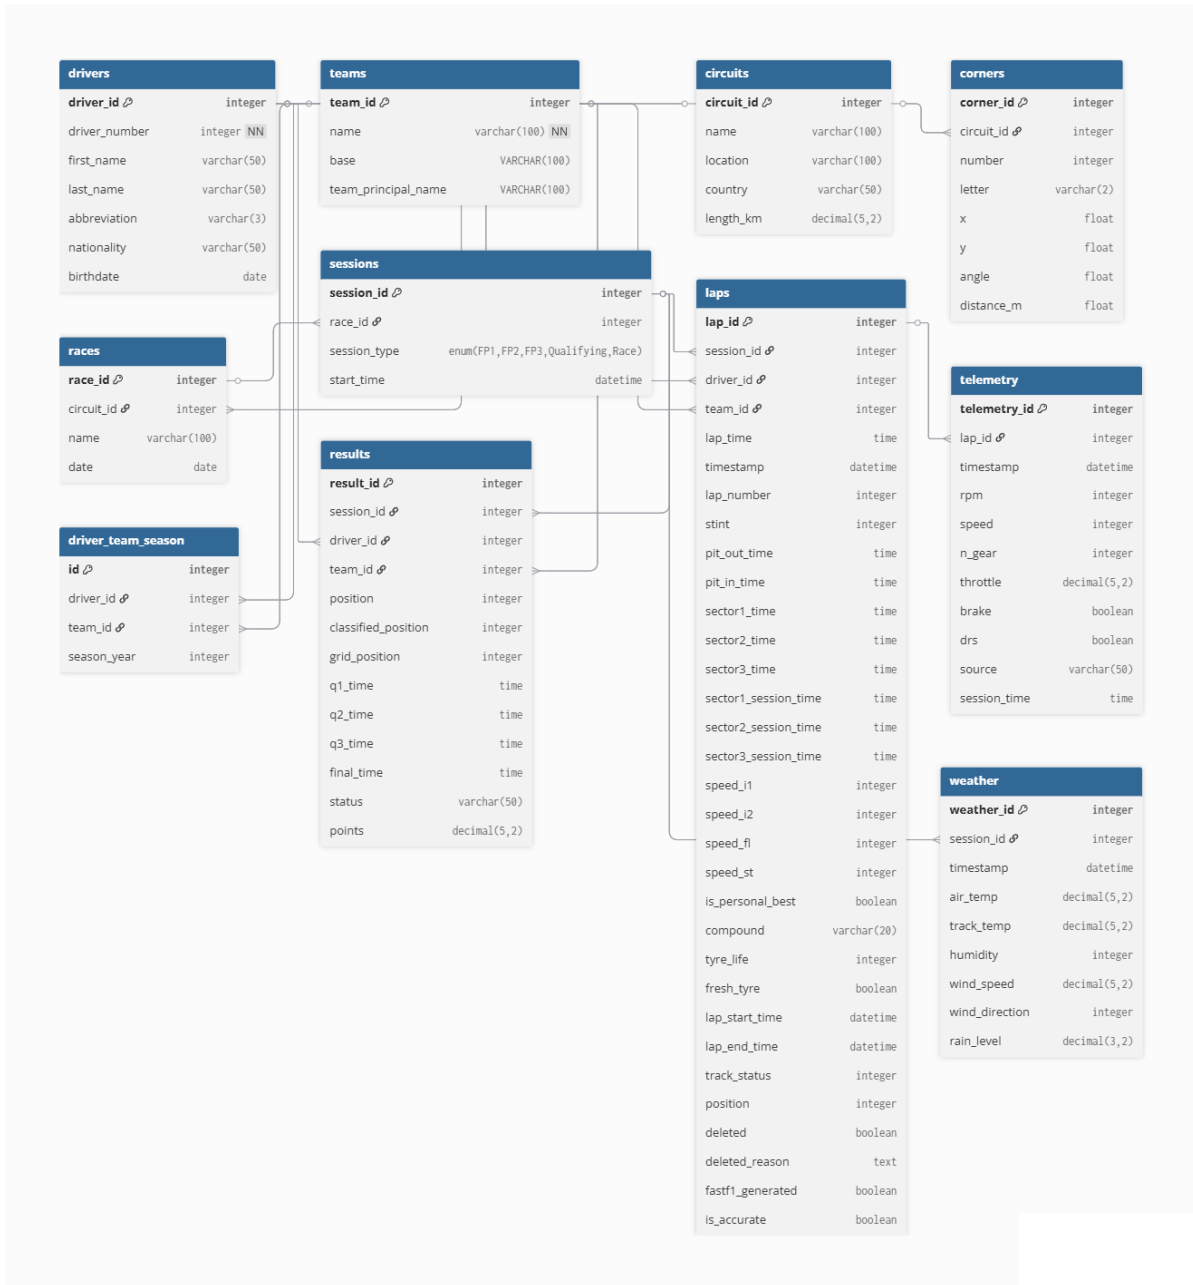 drivers
driver_id integer
driver_number integer NN
first_name varchar(50)
last_name varchar(50)
abbreviation varchar(3)
nationality varchar(50)
birthdate date
teams
team_id integer
name varchar(100) NN
base VARCHAR(100)
team_principal_name VARCHAR(100)
circuits
circuit_id integer
name varchar(100)
location varchar(100)
country varchar(50)
length_km decimal(5,2)
corners
corner_id integer
circuit_id integer
number integer
letter varchar(2)
x float
y float
angle float
distance_m float
sessions
session_id integer
race_id integer
session_type enum(FP1,FP2,FP3,Qualifying,Race)
start_time datetime
races
race_id integer
circuit_id integer
name varchar(100)
date date
laps
lap_id integer
session_id integer
driver_id integer
team_id integer
lap_time time
timestamp datetime
lap_number integer
stint integer
pit_out_time time
pit_in_time time
sector1_time time
sector2_time time
sector3_time time
sector1_session_time time
sector2_session_time time
sector3_session_time time
speed_i1 integer
speed_i2 integer
speed_fl integer
speed_st integer
is_personal_best boolean
compound varchar(20)
tyre_life integer
fresh_tyre boolean
lap_start_time datetime
lap_end_time datetime
track_status integer
position integer
deleted boolean
deleted_reason text
fastf1_generated boolean
is_accurate boolean
telemetry
telemetry_id integer
lap_id integer
timestamp datetime
rpm integer
speed integer
n_gear integer
throttle decimal(5,2)
brake boolean
drs boolean
source varchar(50)
session_time time
results
result_id integer
session_id integer
driver_id integer
team_id integer
position integer
classified_position integer
grid_position integer
q1_time time
q2_time time
q3_time time
final_time time
status varchar(50)
points decimal(5,2)
driver_team_season
id integer
driver_id integer
team_id integer
season_year integer
weather
weather_id integer
session_id integer
timestamp datetime
air_temp decimal(5,2)
track_temp decimal(5,2)
humidity integer
wind_speed decimal(5,2)
wind_direction integer
rain_level decimal(3,2)